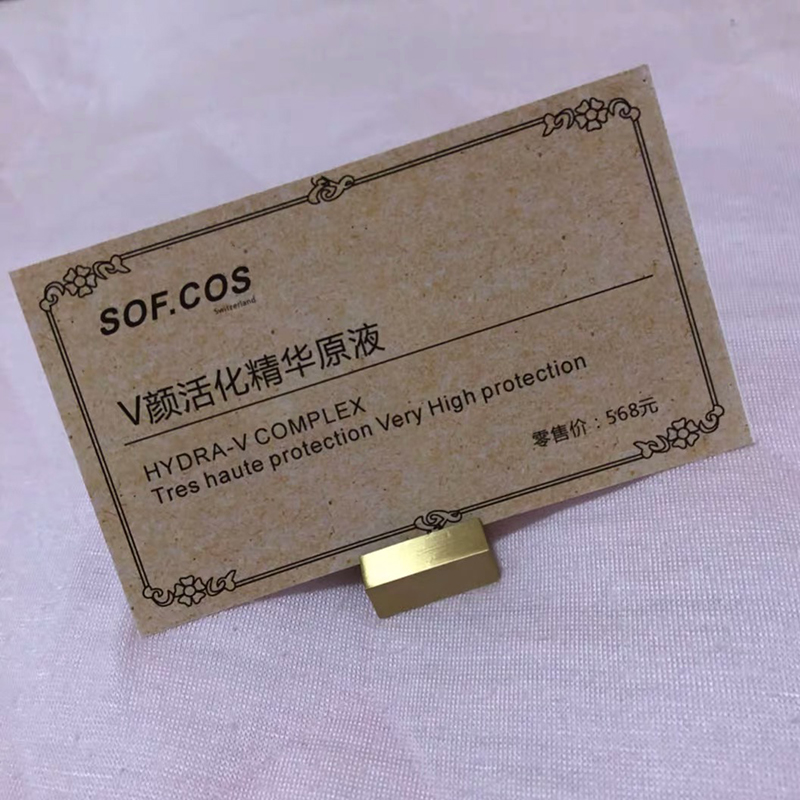 SOF.COS
Switzerland
V颜活化精华原液
HYDRA-V COMPLEX
Tres haute protection Very High protection
零售价：568元